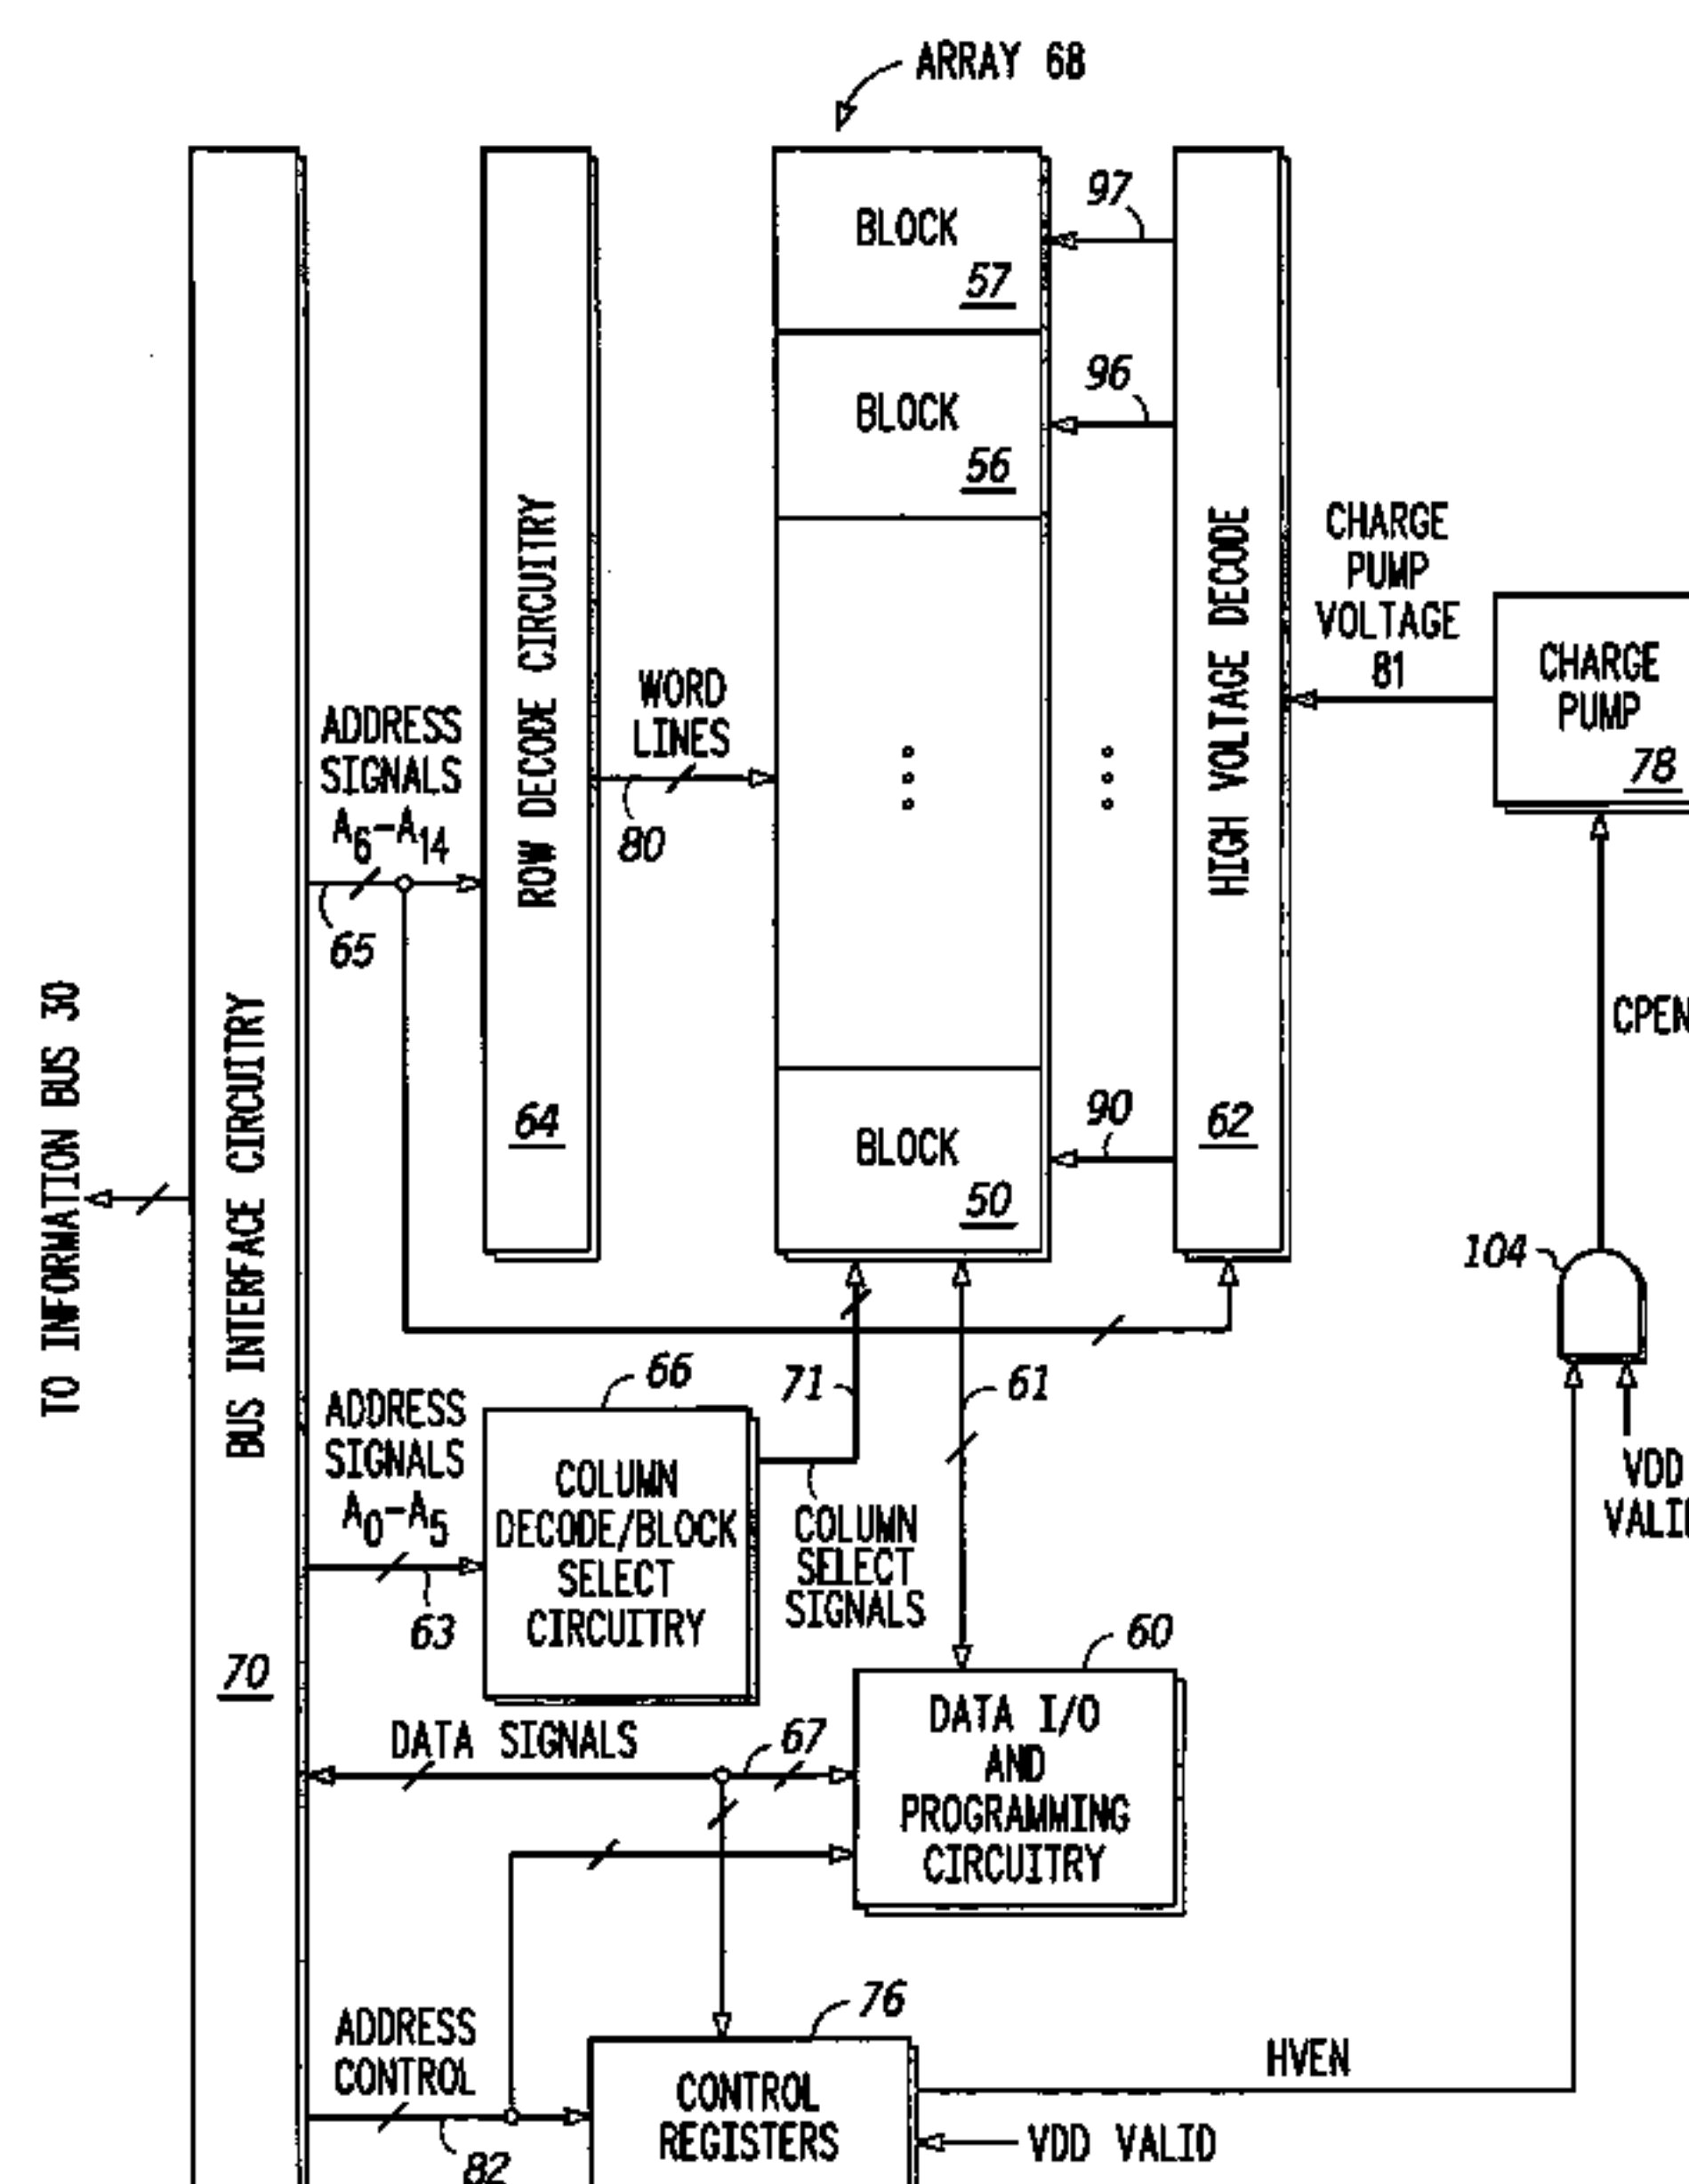 ARRAY 68
BLOCK
57
97
BLOCK
56
96
CHARGE
PUMP
VOLTAGE
81
CHARGE
PUMP
78
HIGH VOLTAGE DECODE
62
ROW DECODE CIRCUITRY
64
WORD
LINES
80
ADDRESS
SIGNALS
A6-A14
65
TO INFORMATION BUS 30
BUS INTERFACE CIRCUITRY
70
CPEN
BLOCK
50
90
104
VDD
66
71
61
ADDRESS
SIGNALS
A0-A5
63
COLUMN
DECODE/BLOCK
SELECT
CIRCUITRY
COLUMN
SELECT
SIGNALS
60
DATA SIGNALS
67
DATA I/O
AND
PROGRAMMING
CIRCUITRY
76
ADDRESS
CONTROL
82
CONTROL
REGISTERS
HVEN
VDD VALID